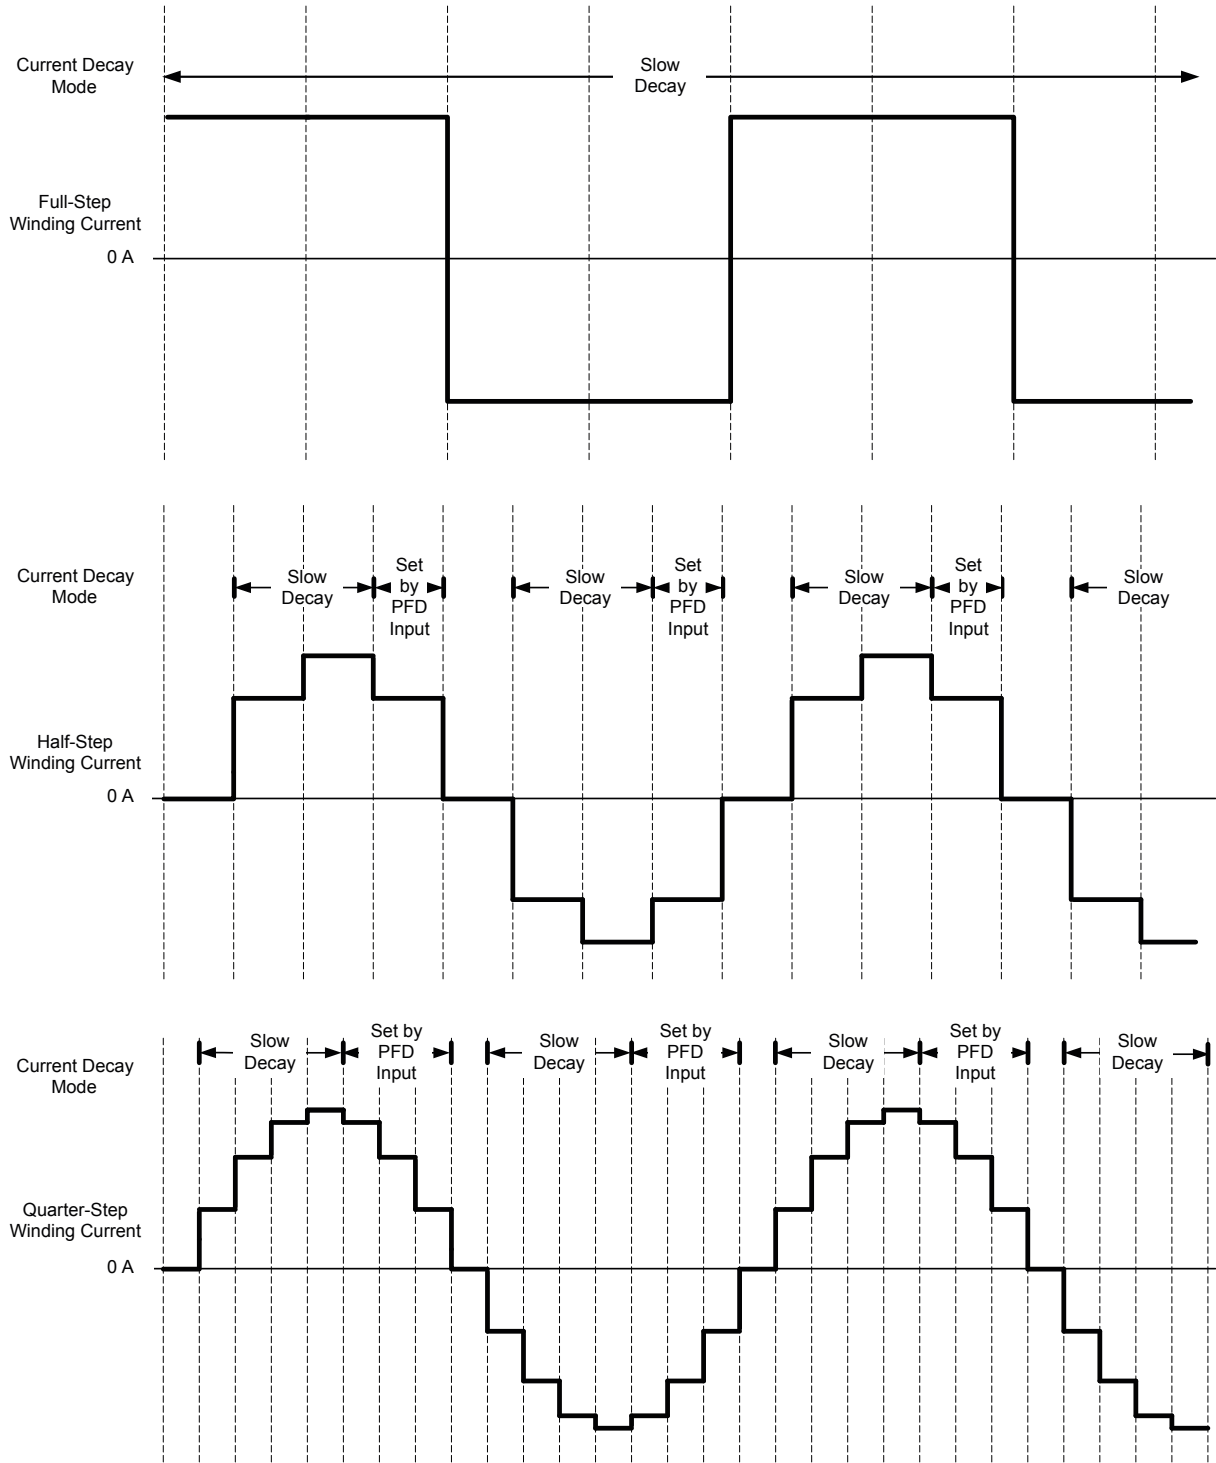 Current Decay
Mode
Slow
Decay
Full-Step
Winding Current
0 A
Current Decay
Mode
Slow
Decay
Set
by
PFD
Input
Slow
Decay
Set
by
PFD
Input
Slow
Decay
Set
by
PFD
Input
Slow
Decay
Half-Step
Winding Current
0 A
Current Decay
Mode
Slow
Decay
Set by
PFD
Input
Slow
Decay
Set by
PFD
Input
Slow
Decay
Set by
PFD
Input
Slow
Decay
Quarter-Step
Winding Current
0 A